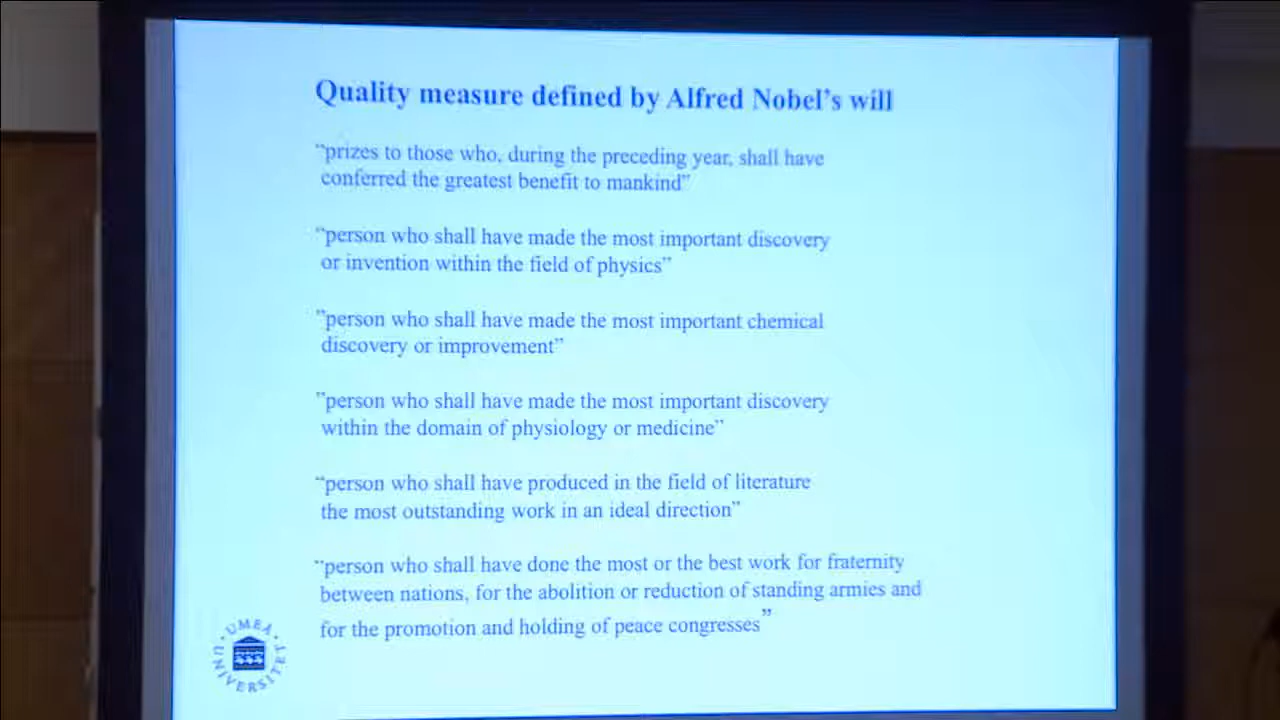 Quality measure defined by Alfred Nobel's will
"prizes to those who, during the preceding year, shall have
conferred the greatest benefit to mankind"
"person who shall have made the most important discovery
or invention within the field of physics"
"person who shall have made the most important chemical
discovery or improvement"
"person who shall have made the most important discovery
within the domain of physiology or medicine"
"person who shall have produced in the field of literature
the most outstanding work in an ideal direction"
"person who shall have done the most or the best work for fraternity
between nations, for the abolition or reduction of standing armies and
for the promotion and holding of peace congresses"
· UMEÅ · UNIVERSITET